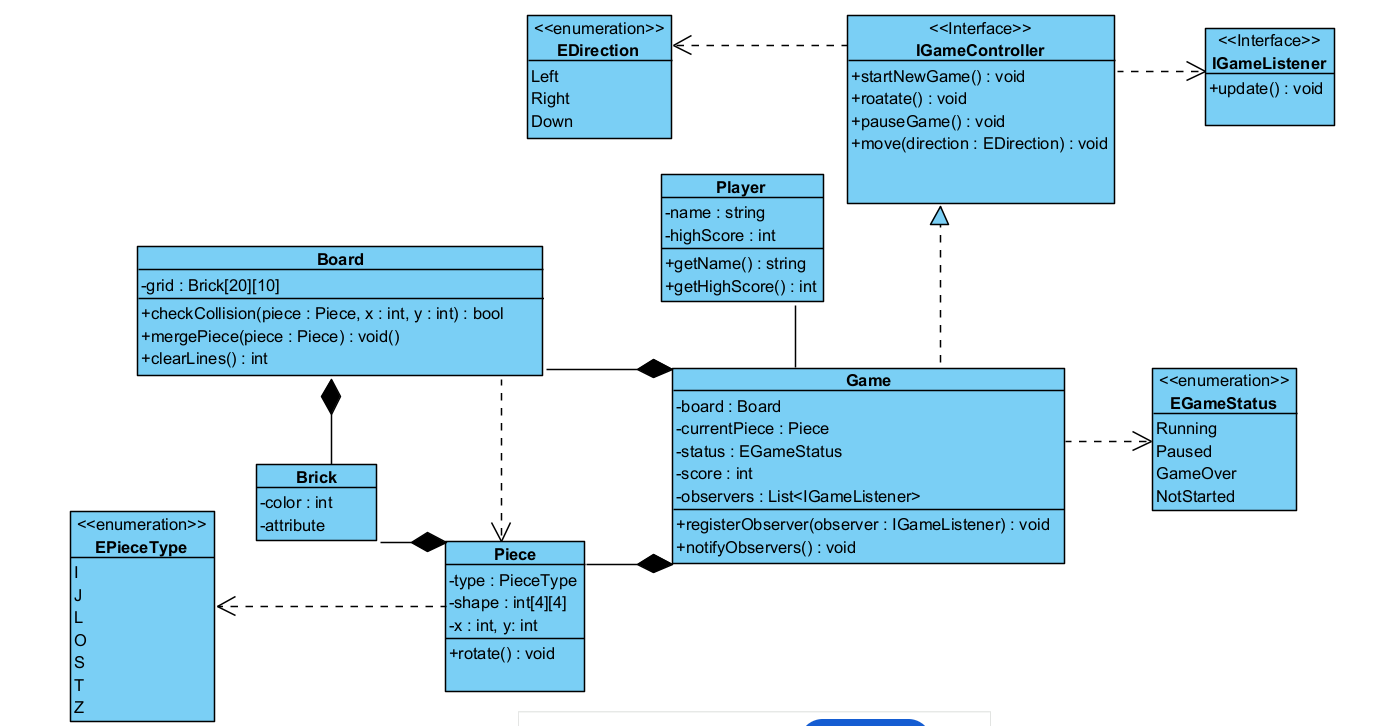 <<enumeration>>
EDirection
Left
Right
Down
<<Interface>>
IGameController
+startNewGame() : void
+roatate() : void
+pauseGame() : void
+move(direction : EDirection) : void
<<Interface>>
IGameListener
+update() : void
Player
-name : string
-highScore : int
+getName() : string
+getHighScore() : int
Board
-grid : Brick[20][10]
+checkCollision(piece : Piece, x : int, y : int) : bool
+mergePiece(piece : Piece) : void()
+clearLines() : int
Game
-board : Board
-currentPiece : Piece
-status : EGameStatus
-score : int
-observers : List<IGameListener>
+registerObserver(observer : IGameListener) : void
+notifyObservers() : void
<<enumeration>>
EGameStatus
Running
Paused
GameOver
NotStarted
Brick
-color : int
-attribute
<<enumeration>>
EPieceType
I
J
L
O
S
T
Z
Piece
-type : PieceType
-shape : int[4][4]
-x : int, y: int
+rotate() : void